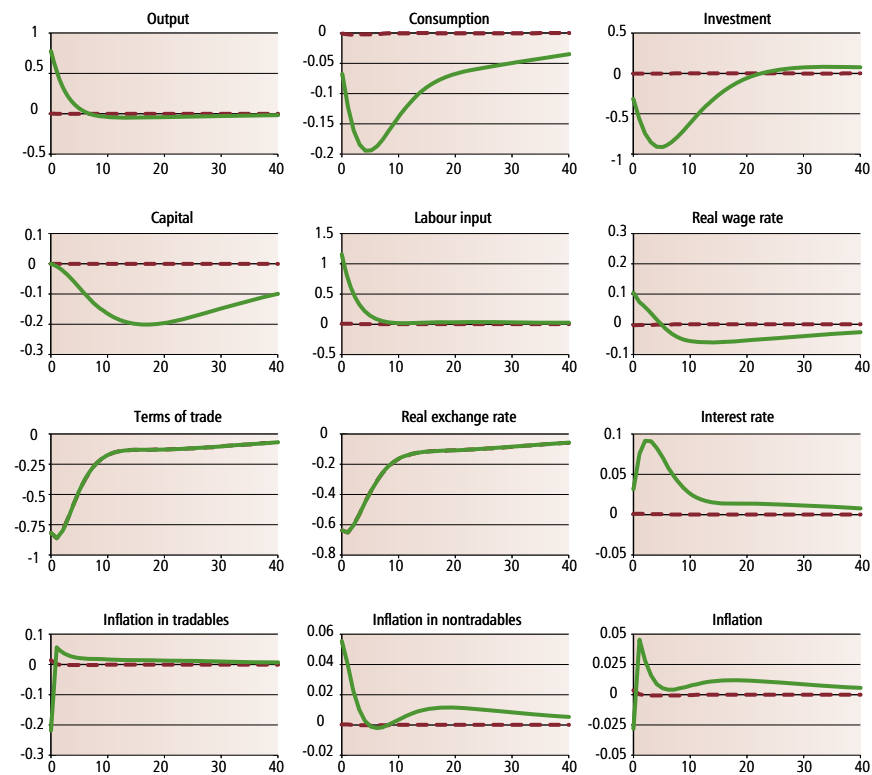 Output
Consumption
Investment
1
0.5
0
-0.5
0 10 20 30 40
0
-0.05
-0.1
-0.15
-0.2
0 10 20 30 40
0.5
0
-0.5
-1
0 10 20 30 40
Capital
Labour input
Real wage rate
0.1
0
-0.1
-0.2
-0.3
0 10 20 30 40
1.5
1
0.5
0
-0.5
0 10 20 30 40
0.3
0.2
0.1
0
-0.1
0 10 20 30 40
Terms of trade
Real exchange rate
Interest rate
0
-0.25
-0.5
-0.75
-1
0 10 20 30 40
0
-0.2
-0.4
-0.6
-0.8
0 10 20 30 40
0.1
0.05
0
-0.05
0 10 20 30 40
Inflation in tradables
Inflation in nontradables
Inflation
0.1
0
-0.1
-0.2
-0.3
0 10 20 30 40
0.06
0.04
0.02
0
-0.02
0 10 20 30 40
0.05
0.025
0
-0.025
-0.05
0 10 20 30 40